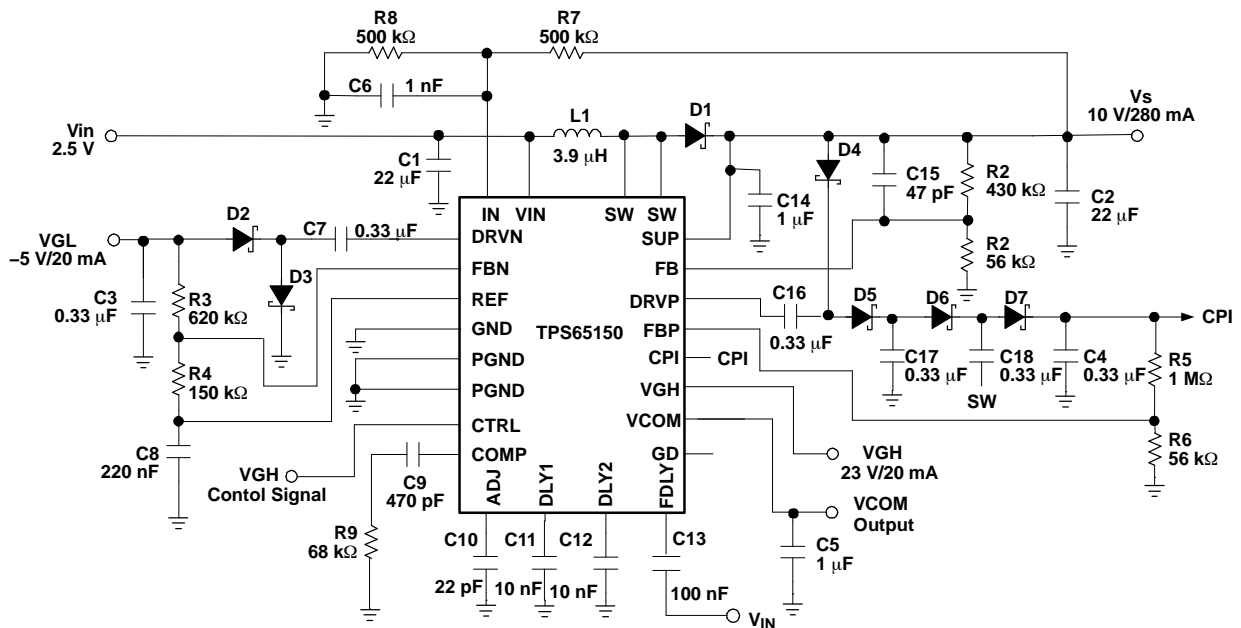 R8
500 kΩ
R7
500 kΩ
C6
1 nF
Vin
2.5 V
C1
22 μF
L1
3.9 μH
D1
Vs
10 V/280 mA
D4
C14
1 μF
C15
47 pF
R2
430 kΩ
C2
22 μF
R2
56 kΩ
IN
VIN
SW
SW
DRVN
FBN
REF
GND
PGND
PGND
CTRL
COMP
TPS65150
SUP
FB
DRVP
FBP
CPI
VGH
VCOM
GD
ADJ
DLY1
DLY2
FDLY
VGL
–5 V/20 mA
D2
C7
0.33 μF
D3
C3
0.33 μF
R3
620 kΩ
R4
150 kΩ
C8
220 nF
VGH
Contol Signal
C9
470 pF
R9
68 kΩ
C10
22 pF
C11
10 nF
C12
10 nF
C13
100 nF
VIN
C16
0.33 μF
D5
D6
D7
CPI
C17
0.33 μF
C18
0.33 μF
SW
C4
0.33 μF
R5
1 MΩ
R6
56 kΩ
CPI
VGH
23 V/20 mA
VCOM
Output
C5
1 μF